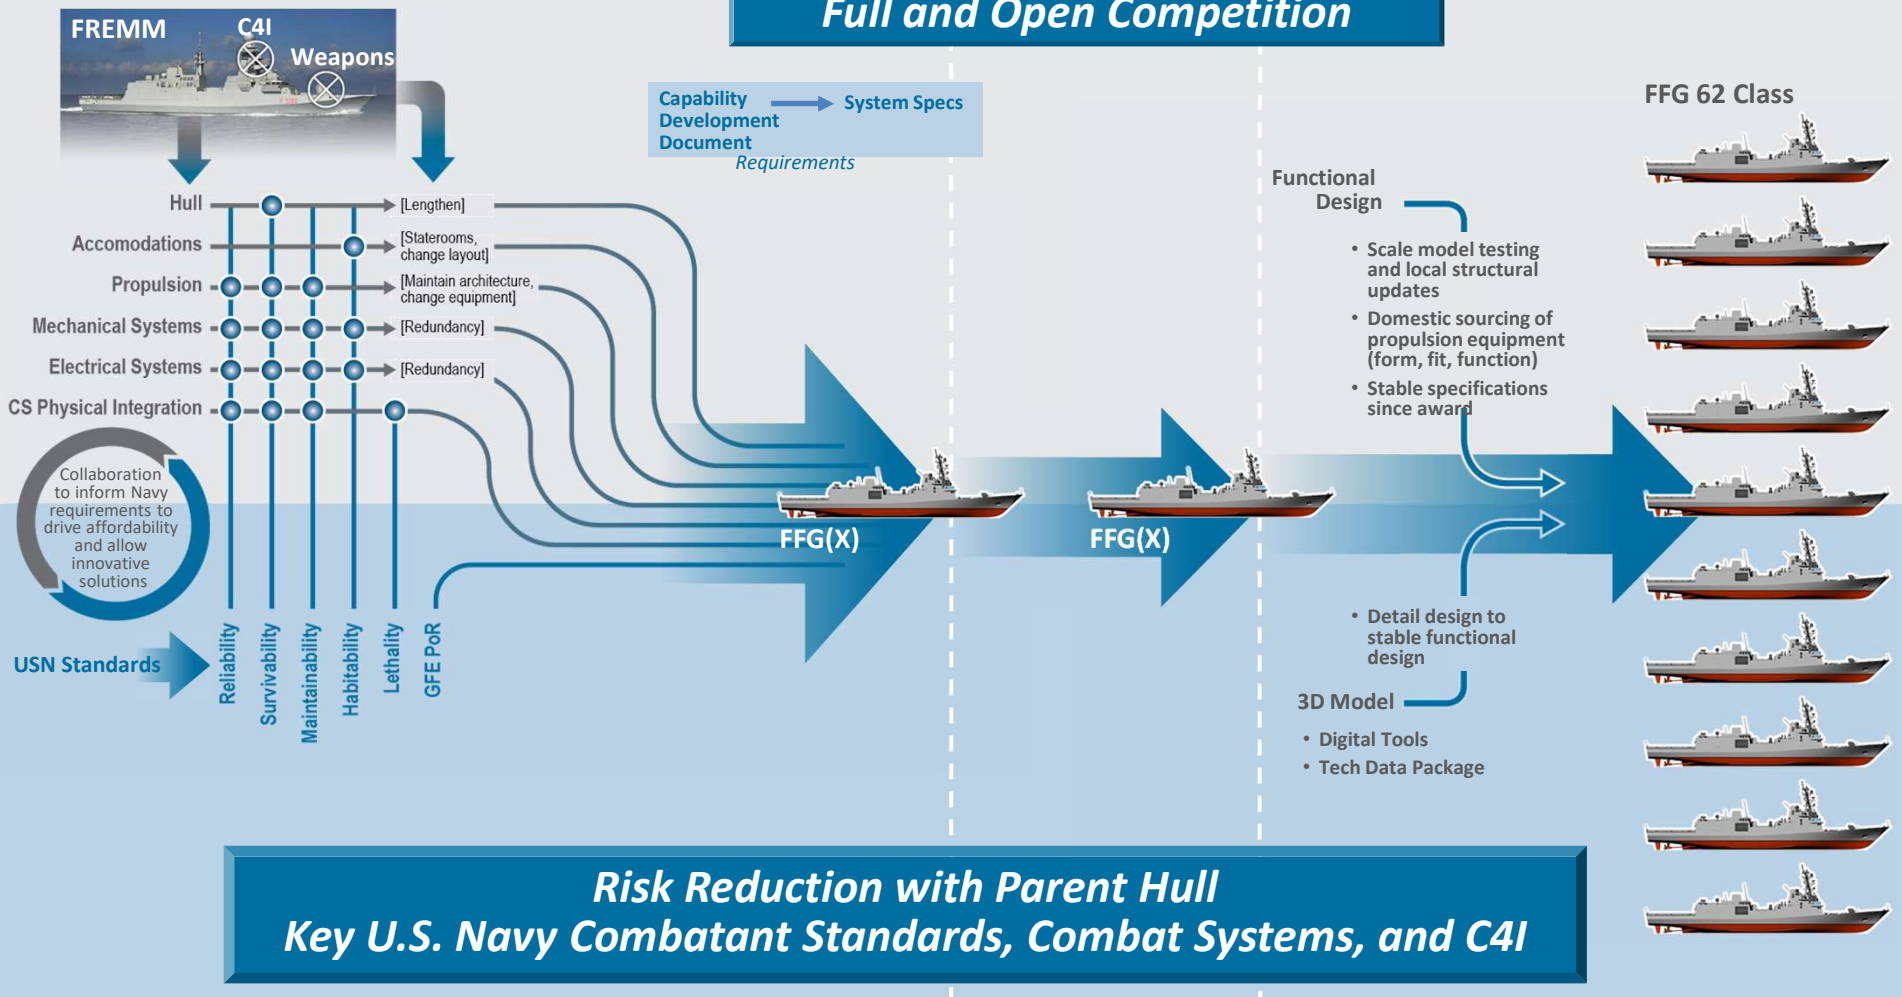 Full and Open Competition
FREMM
C4I
Weapons
Capability
Development
Document
System Specs
Requirements
FFG 62 Class
Hull
[Lengthen]
Accomodations
[Staterooms,
change layout]
Propulsion
[Maintain architecture,
change equipment]
Mechanical Systems
[Redundancy]
Electrical Systems
[Redundancy]
CS Physical Integration
Collaboration
to inform Navy
requirements to
drive affordability
and allow
innovative
solutions
USN Standards
Reliability
Survivability
Maintainability
Habitability
Lethality
GFE PoR
FFG(X)
FFG(X)
Functional
Design
• Scale model testing
and local structural
updates
• Domestic sourcing of
propulsion equipment
(form, fit, function)
• Stable specifications
since award
• Detail design to
stable functional
design
3D Model
• Digital Tools
• Tech Data Package
Risk Reduction with Parent Hull
Key U.S. Navy Combatant Standards, Combat Systems, and C4I